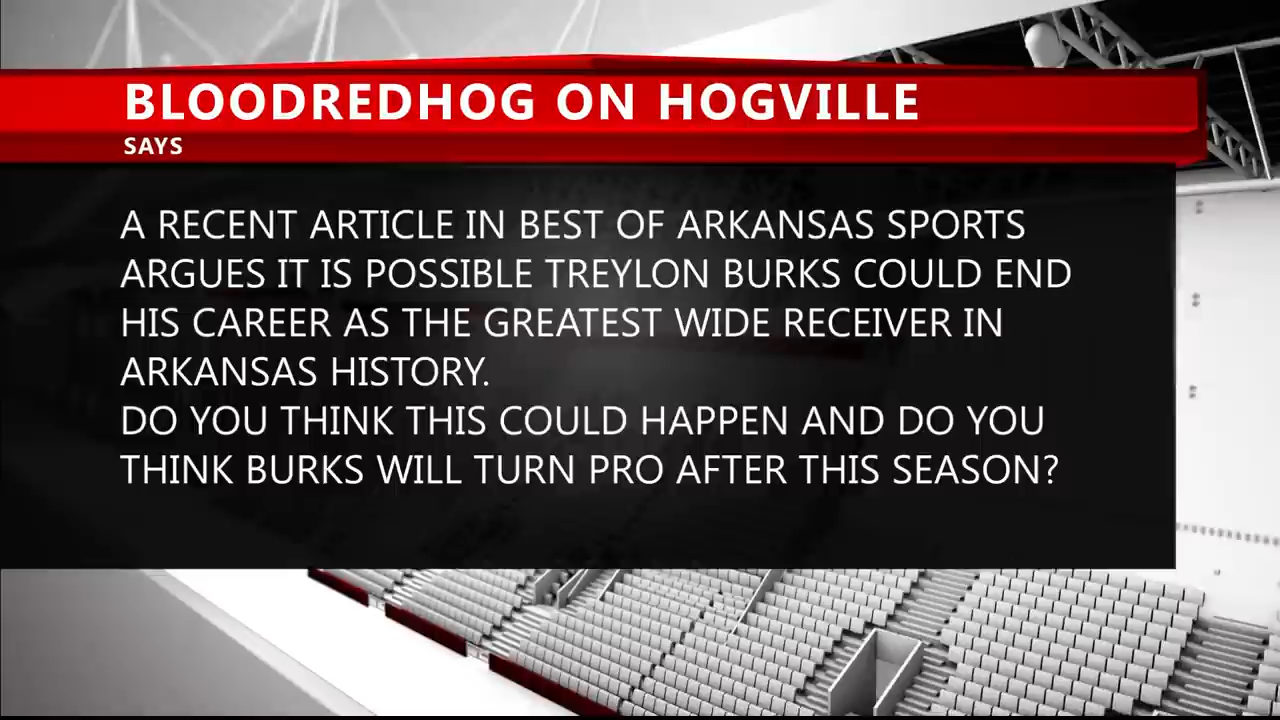 BLOODREDHOG ON HOGVILLE
SAYS
A RECENT ARTICLE IN BEST OF ARKANSAS SPORTS
ARGUES IT IS POSSIBLE TREYLON BURKS COULD END
HIS CAREER AS THE GREATEST WIDE RECEIVER IN
ARKANSAS HISTORY.
DO YOU THINK THIS COULD HAPPEN AND DO YOU
THINK BURKS WILL TURN PRO AFTER THIS SEASON?